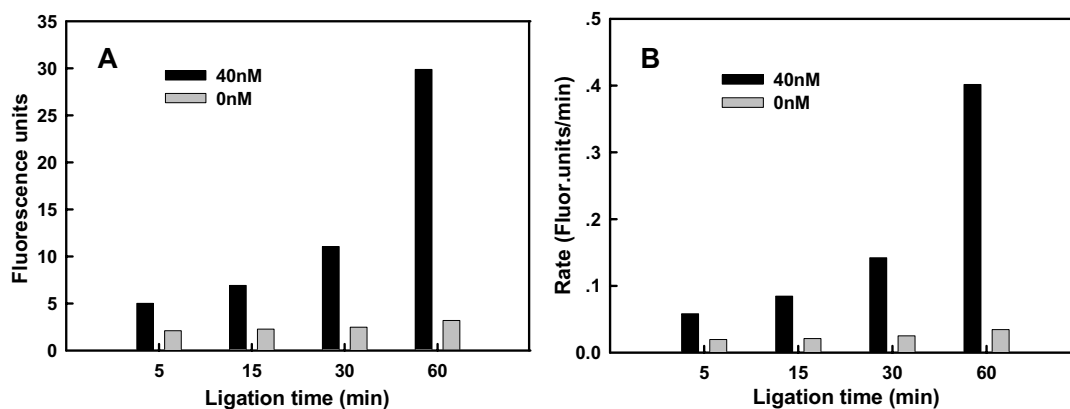 A
40nM
0nM
Fluorescence units
35
30
25
20
15
10
5
0
5 15 30 60
Ligation time (min)
B
40nM
0nM
Rate (Fluor.units/min)
.5
.4
.3
.2
.1
0.0
5 15 30 60
Ligation time (min)